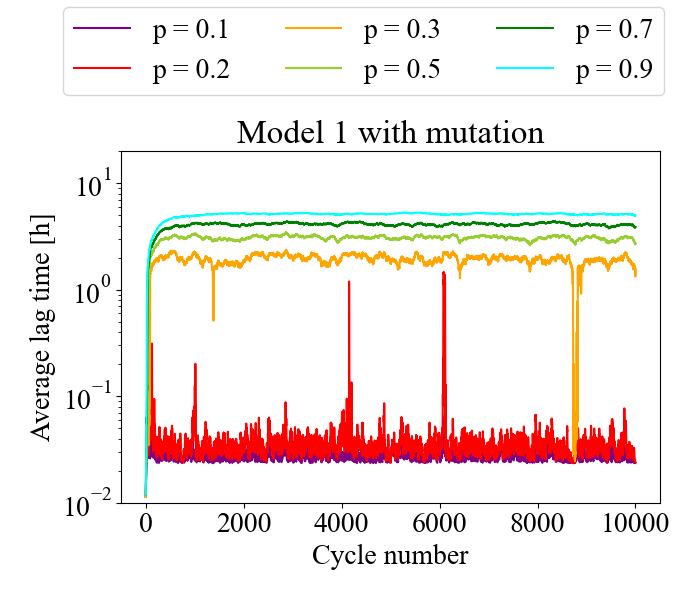 p = 0.1 p = 0.3 p = 0.7
p = 0.2 p = 0.5 p = 0.9
Model 1 with mutation
10^1
10^0
10^−1
10^−2
Average lag time [h]
0 2000 4000 6000 8000 10000
Cycle number